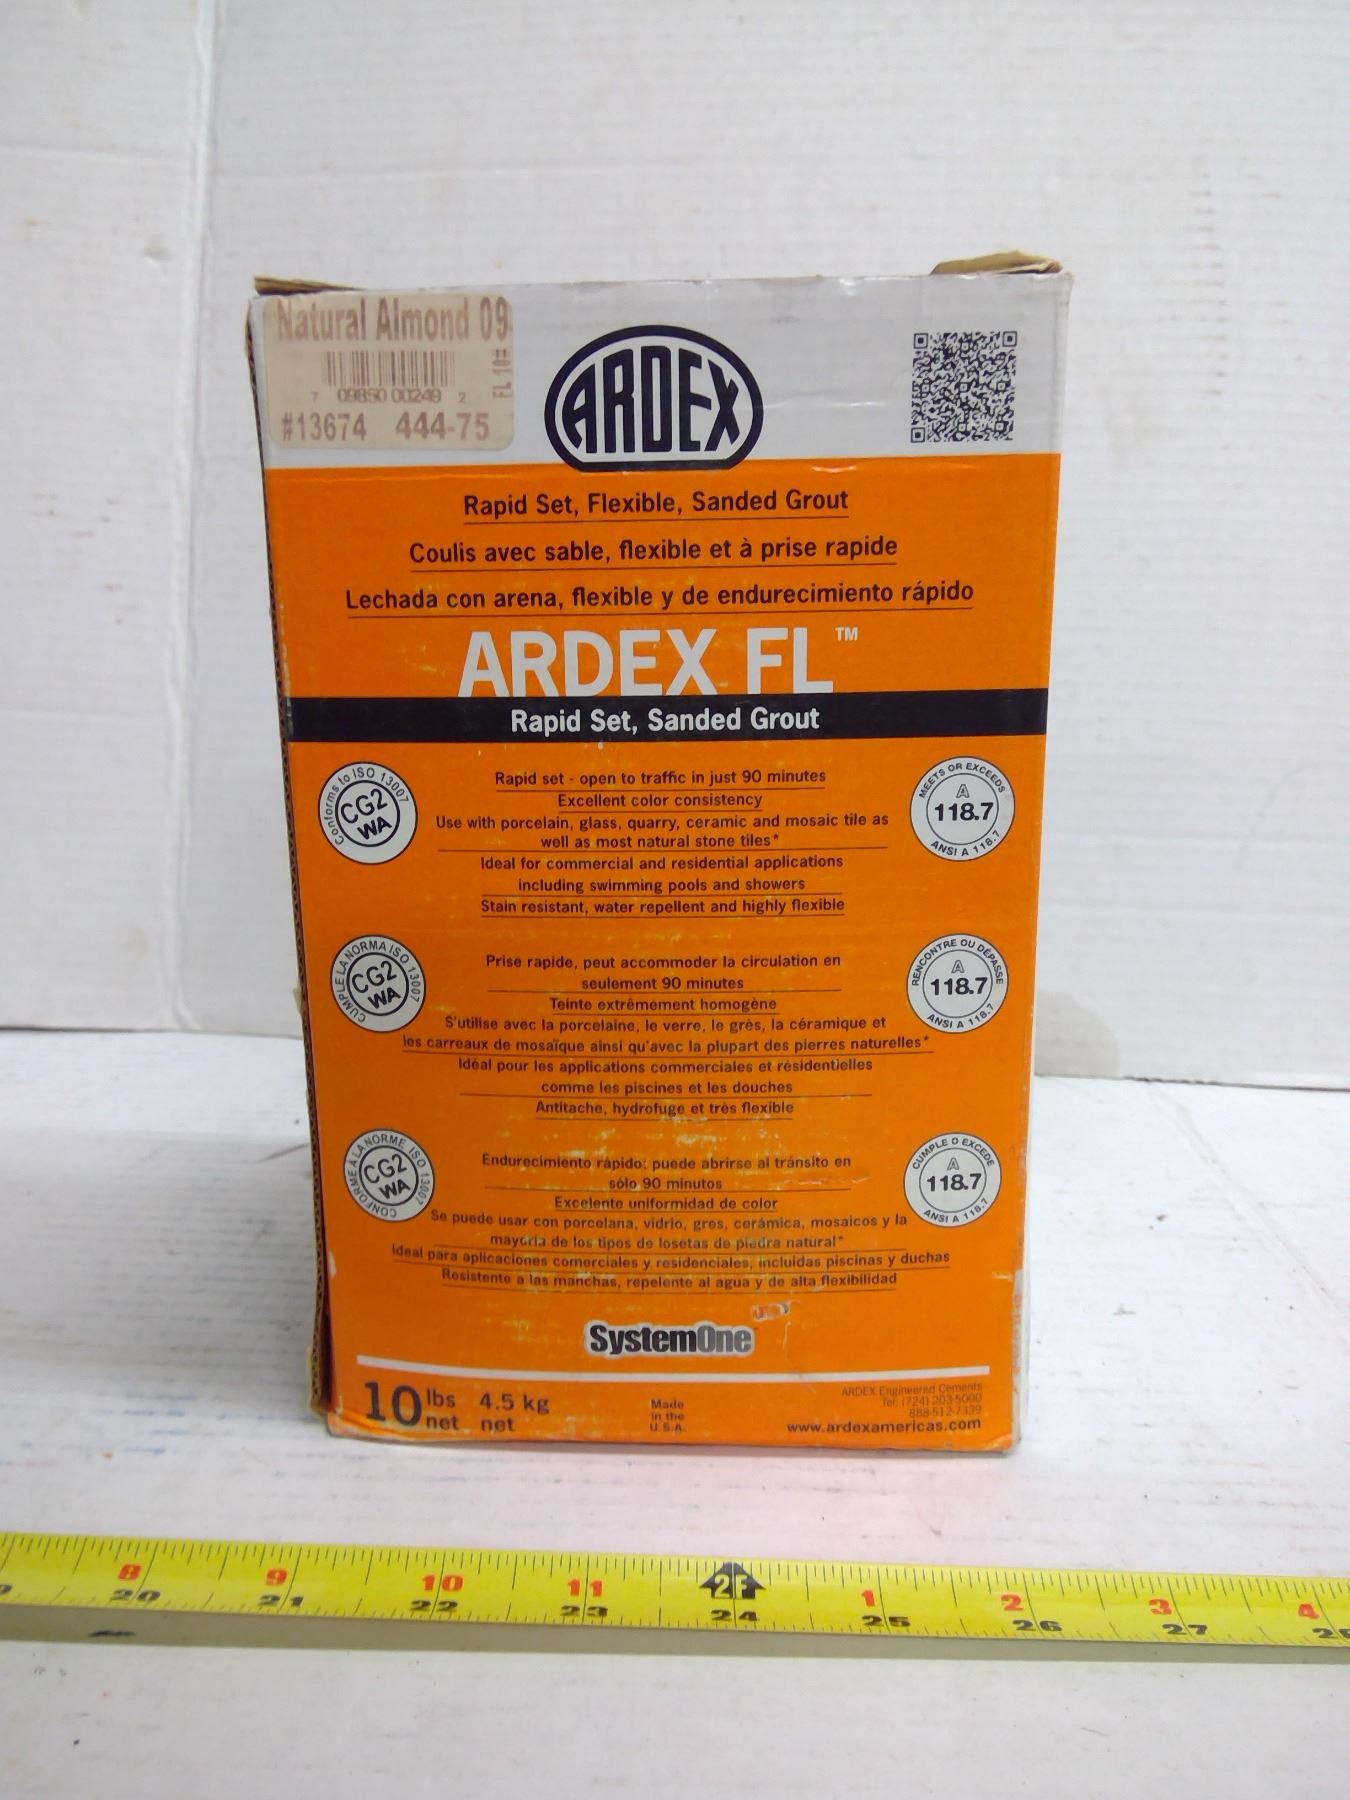 Natural Almond 09
FL 10#
7 09850 00249 2
#13674 444-75
ARDEX
Rapid Set, Flexible, Sanded Grout
Coulis avec sable, flexible et à prise rapide
Lechada con arena, flexible y de endurecimiento rápido
ARDEX FL™
Rapid Set, Sanded Grout
Conforms to ISO 13007
CG2
WA
Rapid set - open to traffic in just 90 minutes
Excellent color consistency
Use with porcelain, glass, quarry, ceramic and mosaic tile as
well as most natural stone tiles*
Ideal for commercial and residential applications
including swimming pools and showers
Stain resistant, water repellent and highly flexible
MEETS OR EXCEEDS
A
118.7
ANSI A 118.7
CUMPLE LA NORMA ISO 13007
CG2
WA
Prise rapide, peut accommoder la circulation en
seulement 90 minutes
Teinte extrêmement homogène
S'utilise avec la porcelaine, le verre, le grès, la céramique et
les carreaux de mosaïque ainsi qu'avec la plupart des pierres naturelles*
Idéal pour les applications commerciales et résidentielles
comme les piscines et les douches
Antitache, hydrofuge et très flexible
RENCONTRE OU DÉPASSE
A
118.7
ANSI A 118.7
CONFORME A LA NORME ISO 13007
CG2
WA
Endurecimiento rápido; puede abrirse al tránsito en
sólo 90 minutos
Excelente uniformidad de color
Se puede usar con porcelana, vidrio, gres, cerámica, mosaicos y la
mayoría de los tipos de losetas de piedra natural*
Ideal para aplicaciones comerciales y residenciales, incluidas piscinas y duchas
Resistente a las manchas, repelente al agua y de alta flexibilidad
CUMPLE O EXCEDE
A
118.7
ANSI A 118.7
SystemOne
10 lbs net 4.5 kg net
Made
in the
U.S.A.
ARDEX Engineered Cements
Tel: (724) 203-5000
888-512-7339
www.ardexamericas.com
8 9 10 11 2F 1 2 3 4
20 21 22 23 24 25 26 27